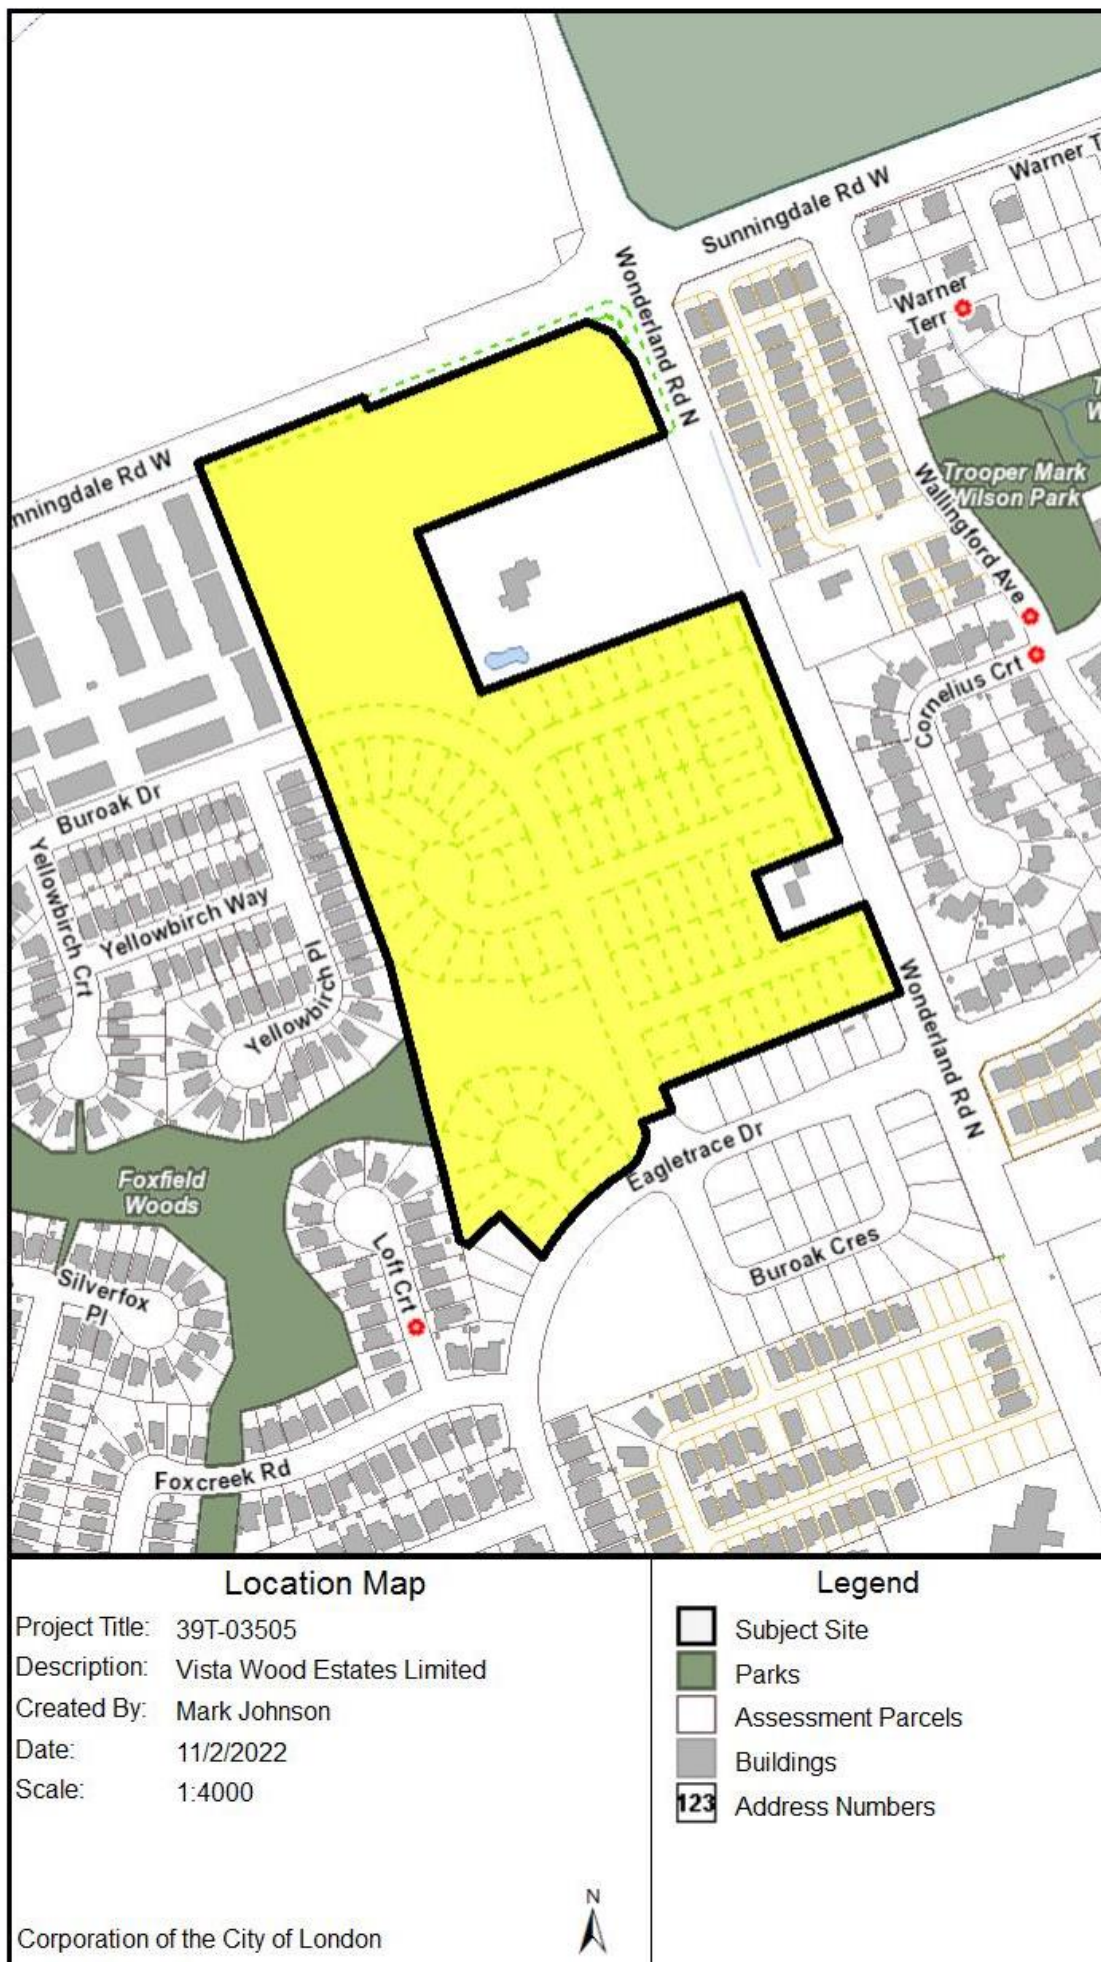 Warner T
Sunningdale Rd W
Wonderland Rd N
Warner
Terr
T
W
Trooper Mark
Wilson Park
Wallingford Ave
nningdale Rd W
Cornelius Crt
Buroak Dr
Yellowbirch Crt
Yellowbirch Way
Yellowbirch Pl
Wonderland Rd N
Eagletrace Dr
Foxfield
Woods
Buroak Cres
Loft Crt
Silverfox
Pl
Foxcreek Rd
Location Map
Project Title: 39T-03505
Description: Vista Wood Estates Limited
Created By: Mark Johnson
Date: 11/2/2022
Scale: 1:4000
N
Corporation of the City of London
Legend
Subject Site
Parks
Assessment Parcels
Buildings
123 Address Numbers